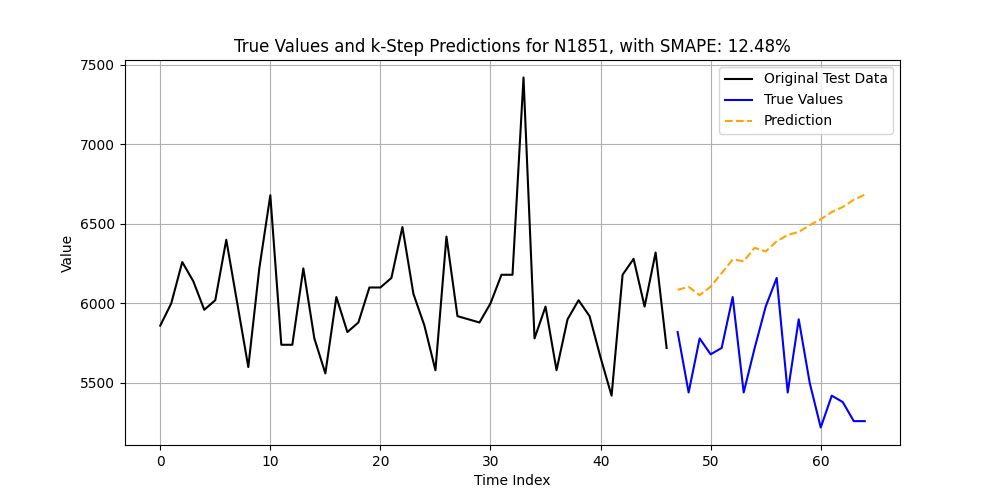 True Values and k-Step Predictions for N1851, with SMAPE: 12.48%
7500
7000
6500
6000
5500
Value
Original Test Data
True Values
Prediction
0 10 20 30 40 50 60
Time Index